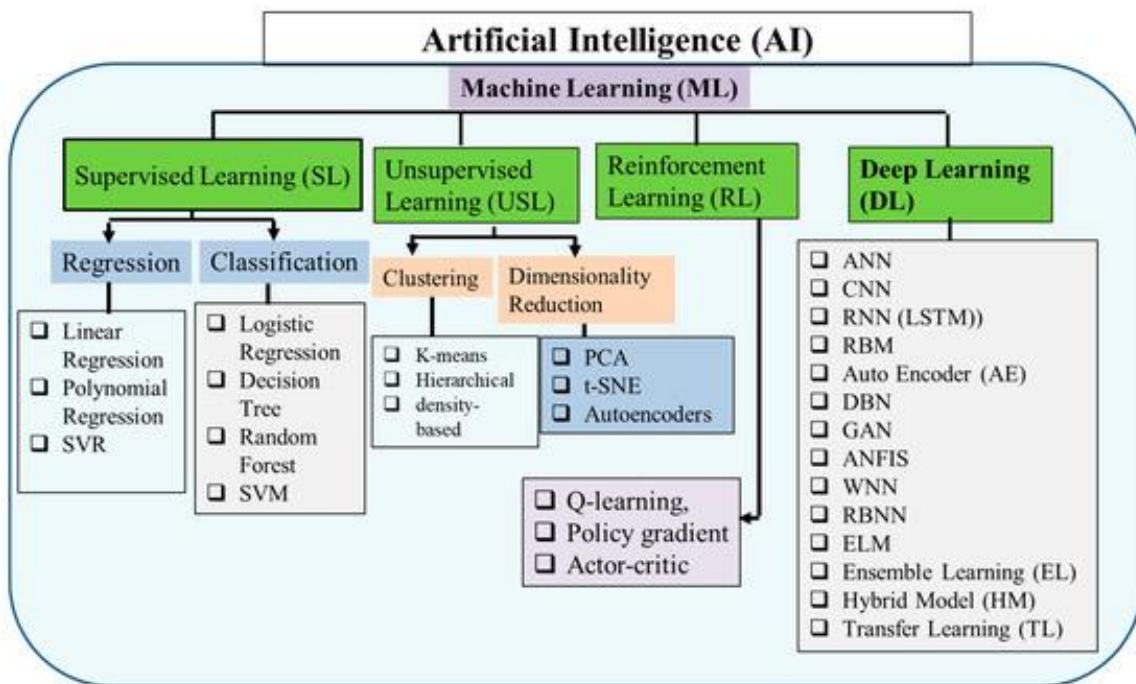 Artificial Intelligence (AI)
Machine Learning (ML)
Supervised Learning (SL)
Unsupervised
Learning (USL)
Reinforcement
Learning (RL)
Deep Learning
(DL)
Regression
Classification
Clustering
Dimensionality
Reduction
Linear
Regression
Polynomial
Regression
SVR
Logistic
Regression
Decision
Tree
Random
Forest
SVM
K-means
Hierarchical
density-
based
PCA
t-SNE
Autoencoders
Q-learning,
Policy gradient
Actor-critic
ANN
CNN
RNN (LSTM))
RBM
Auto Encoder (AE)
DBN
GAN
ANFIS
WNN
RBNN
ELM
Ensemble Learning (EL)
Hybrid Model (HM)
Transfer Learning (TL)